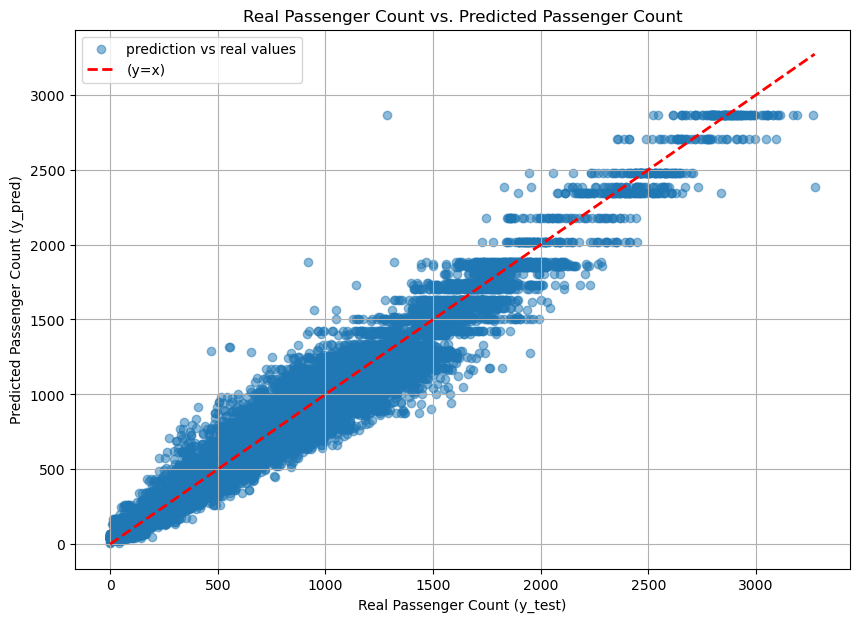 Real Passenger Count vs. Predicted Passenger Count
prediction vs real values
(y=x)
Predicted Passenger Count (y_pred)
3000
2500
2000
1500
1000
500
0
0 500 1000 1500 2000 2500 3000
Real Passenger Count (y_test)